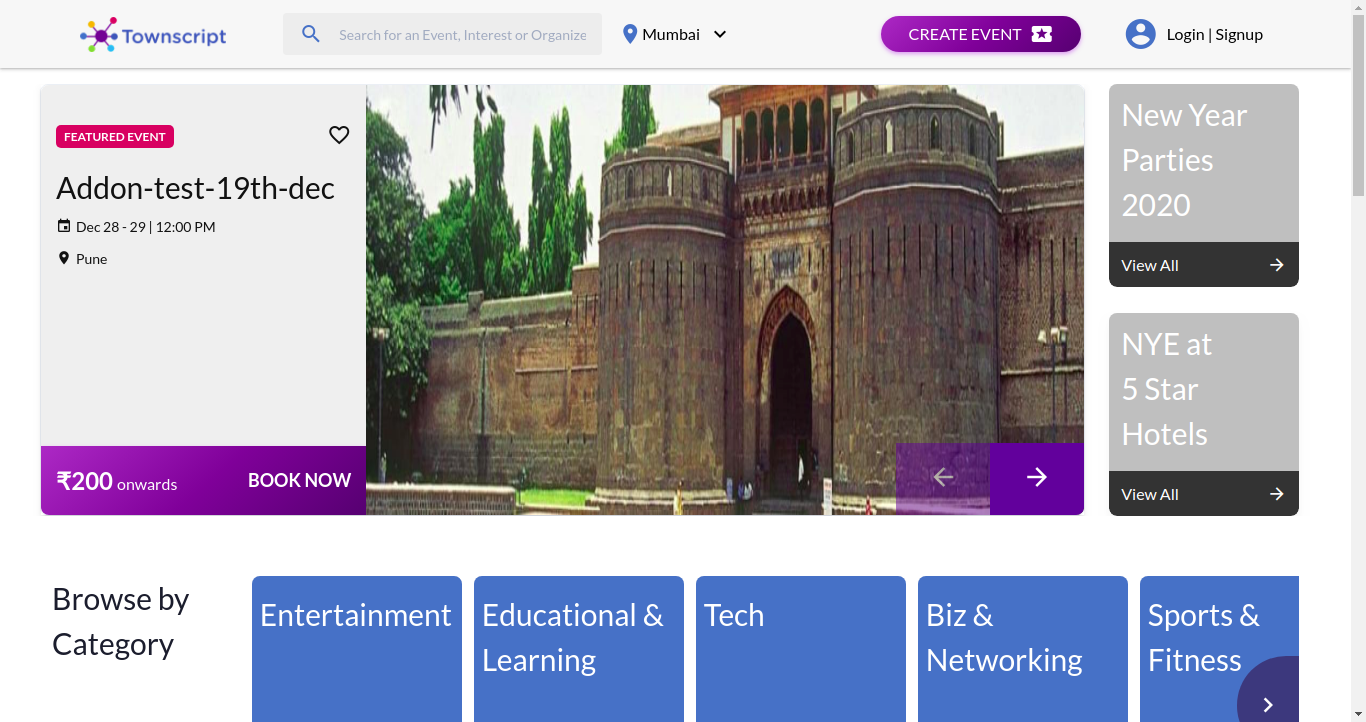 Townscript
Search for an Event, Interest or Organize
Mumbai
CREATE EVENT
Login | Signup
FEATURED EVENT
Addon-test-19th-dec
Dec 28 - 29 | 12:00 PM
Pune
₹200 onwards
BOOK NOW
New Year
Parties
2020
View All
NYE at
5 Star
Hotels
View All
Browse by
Category
Entertainment
Educational &
Learning
Tech
Biz &
Networking
Sports &
Fitness